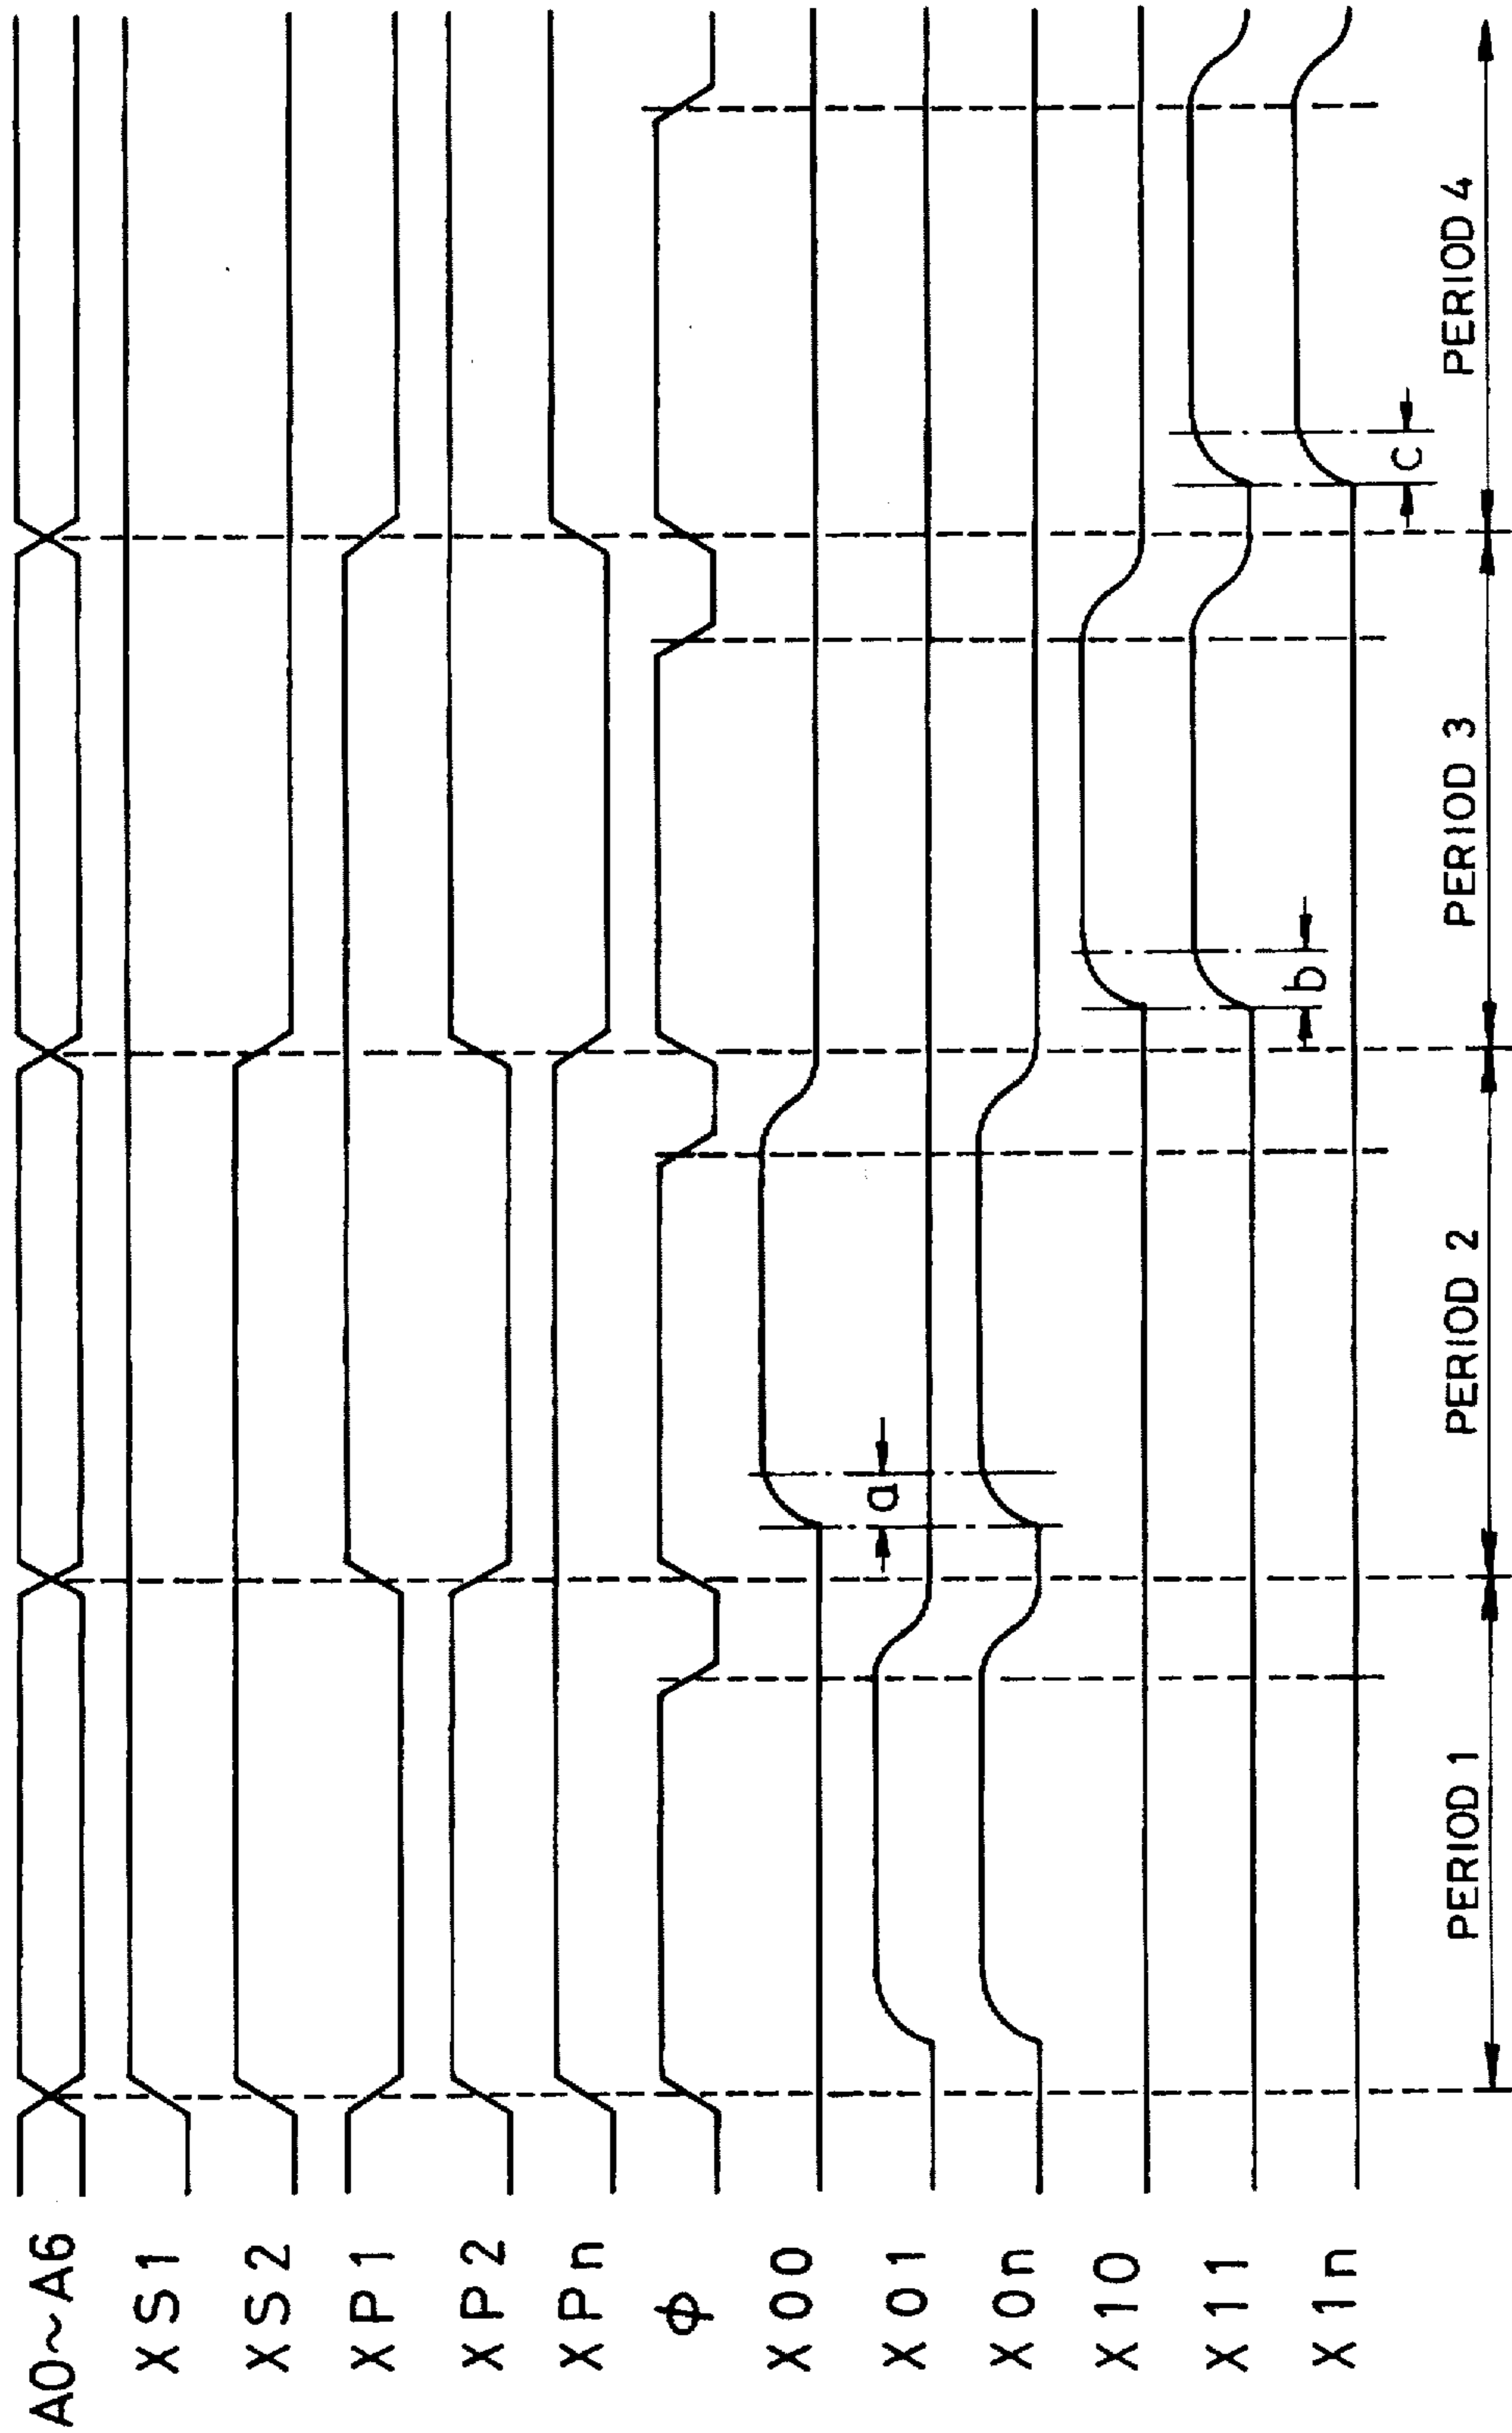 A0~A6
XS1
XS2
XP1
XP2
XPn
ϕ
X00
X01
X0n
X10
X11
X1n
a
b
c
PERIOD 1
PERIOD 2
PERIOD 3
PERIOD 4